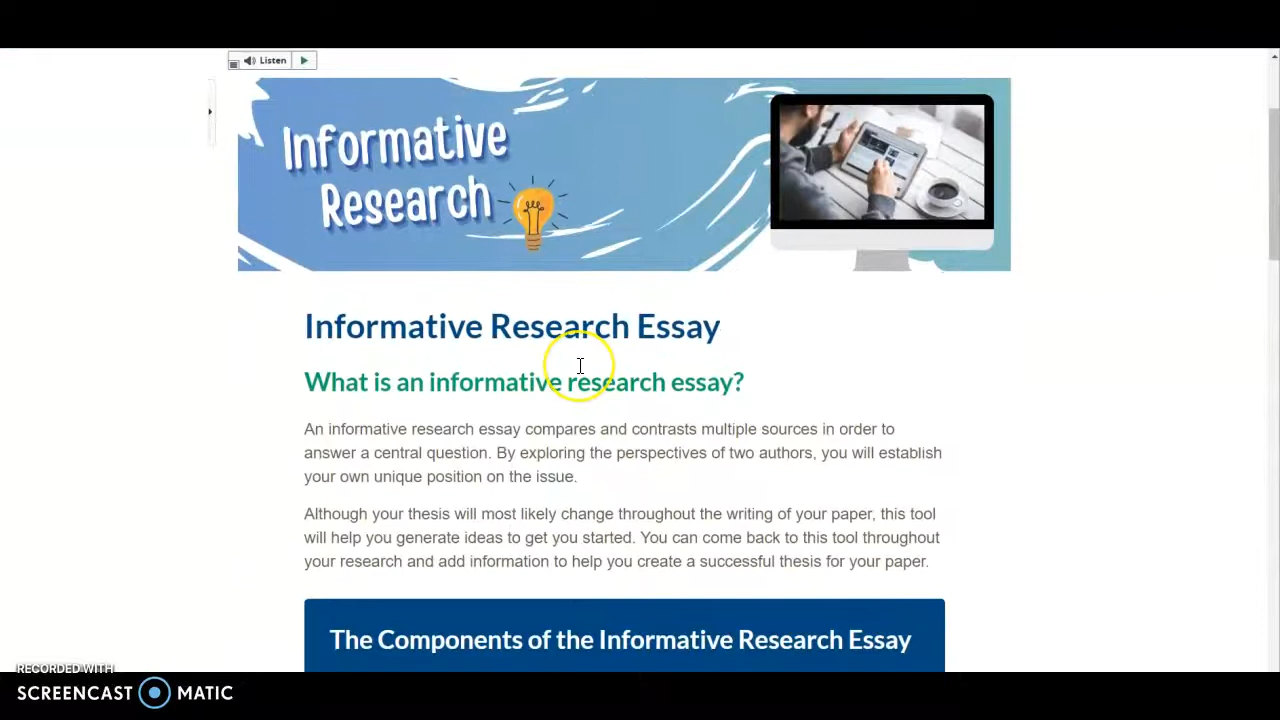 Listen
Informative
Research
Informative Research Essay
What is an informative research essay?
An informative research essay compares and contrasts multiple sources in order to
answer a central question. By exploring the perspectives of two authors, you will establish
your own unique position on the issue.
Although your thesis will most likely change throughout the writing of your paper, this tool
will help you generate ideas to get you started. You can come back to this tool throughout
your research and add information to help you create a successful thesis for your paper.
The Components of the Informative Research Essay
RECORDED WITH
SCREENCAST MATIC